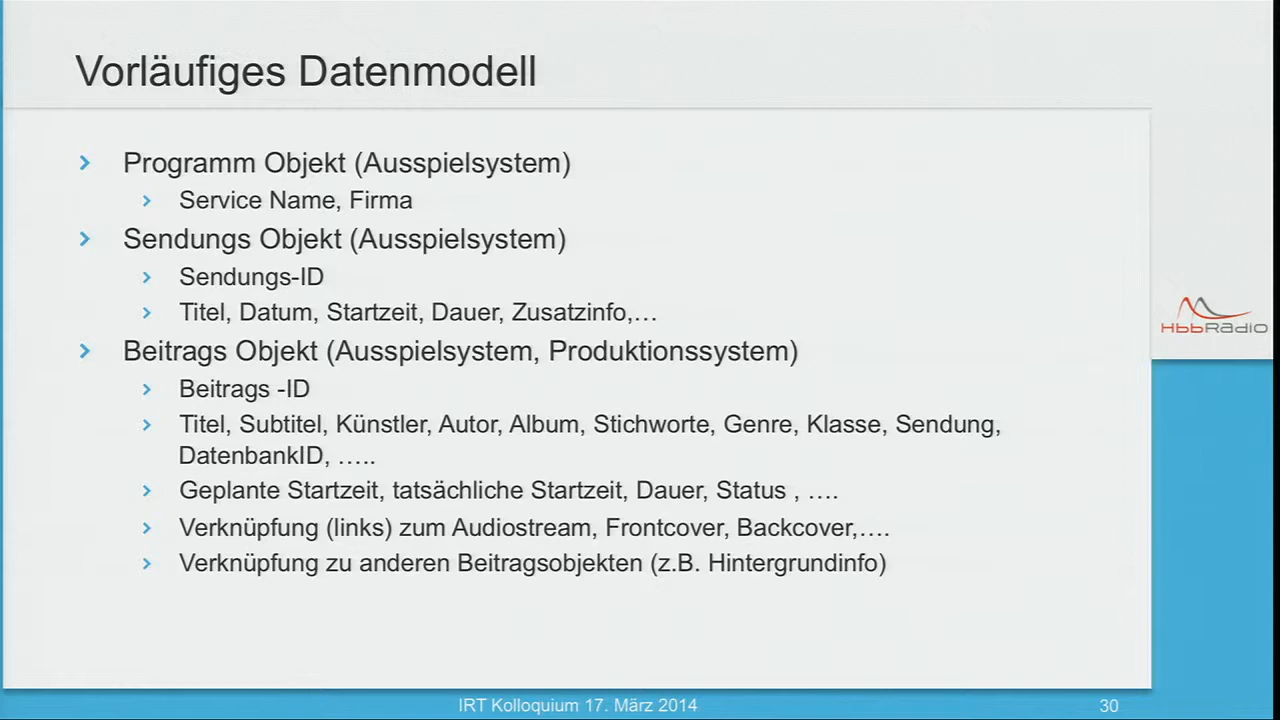 Vorläufiges Datenmodell
Programm Objekt (Ausspielsystem)
Service Name, Firma
Sendungs Objekt (Ausspielsystem)
Sendungs-ID
Titel, Datum, Startzeit, Dauer, Zusatzinfo,…
Beitrags Objekt (Ausspielsystem, Produktionssystem)
Beitrags -ID
Titel, Subtitel, Künstler, Autor, Album, Stichworte, Genre, Klasse, Sendung,
DatenbankID, …..
Geplante Startzeit, tatsächliche Startzeit, Dauer, Status , ….
Verknüpfung (links) zum Audiostream, Frontcover, Backcover,….
Verknüpfung zu anderen Beitragsobjekten (z.B. Hintergrundinfo)
HbbRadio
IRT Kolloquium 17. März 2014
30